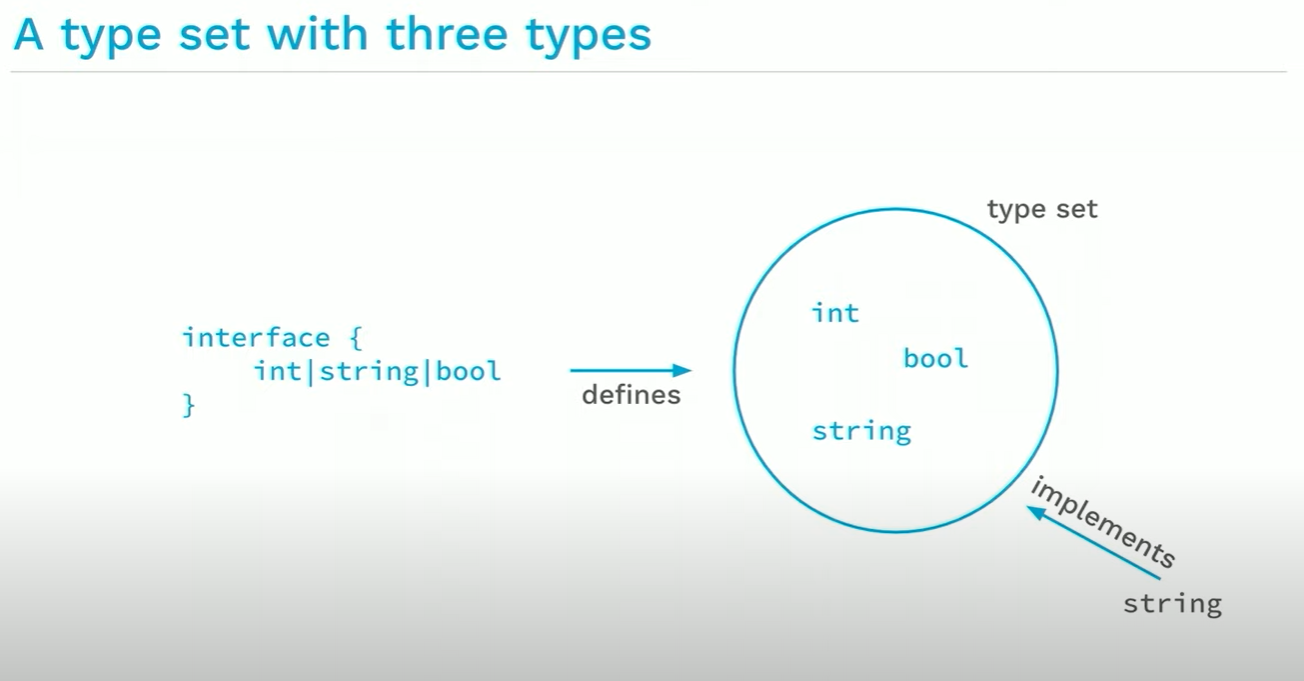 A type set with three types
type set
interface {
int|string|bool
}
defines
int
bool
string
implements
string